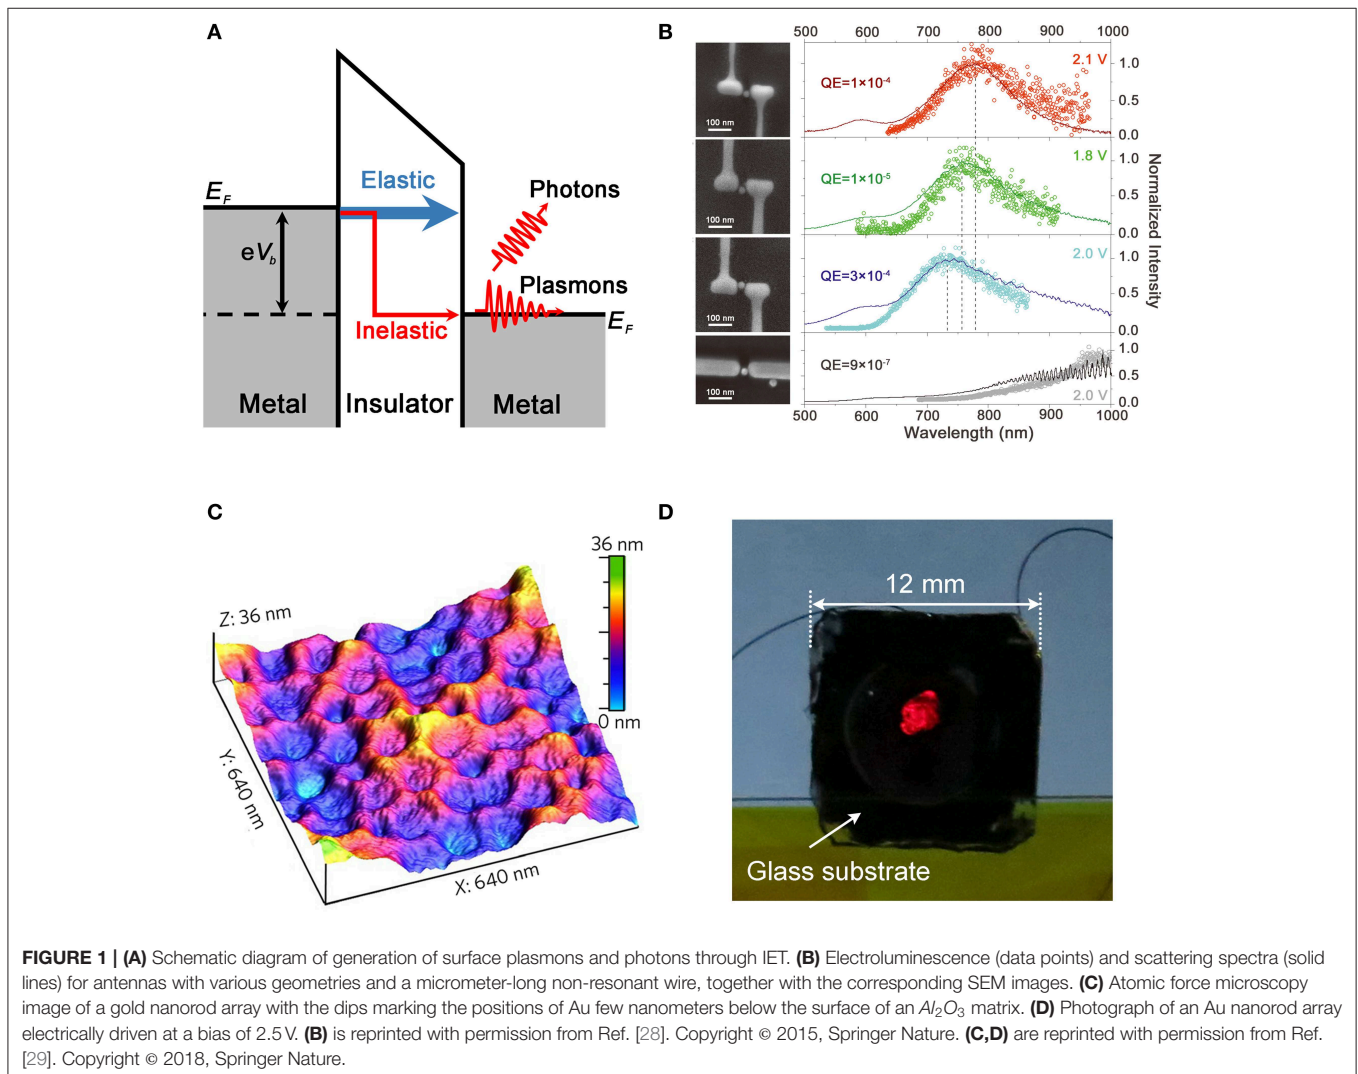 A
E_F
Elastic
Photons
eV_b
Plasmons
Inelastic
E_F
Metal
Insulator
Metal
B
500 600 700 800 900 1000
100 nm
QE=1×10-4
2.1 V
1.0
0.5
0.0
100 nm
QE=1×10-5
1.8 V
1.0
0.5
0.0
100 nm
QE=3×10-4
2.0 V
1.0
0.5
0.0
100 nm
QE=9×10-7
2.0 V
1.0
0.5
0.0
500 600 700 800 900 1000
Wavelength (nm)
Normalized Intensity
C
36 nm
0 nm
Z: 36 nm
Y: 640 nm
X: 640 nm
D
12 mm
Glass substrate
FIGURE 1 | (A) Schematic diagram of generation of surface plasmons and photons through IET. (B) Electroluminescence (data points) and scattering spectra (solid
lines) for antennas with various geometries and a micrometer-long non-resonant wire, together with the corresponding SEM images. (C) Atomic force microscopy
image of a gold nanorod array with the dips marking the positions of Au few nanometers below the surface of an Al2O3 matrix. (D) Photograph of an Au nanorod array
electrically driven at a bias of 2.5 V. (B) is reprinted with permission from Ref. [28]. Copyright © 2015, Springer Nature. (C,D) are reprinted with permission from Ref.
[29]. Copyright © 2018, Springer Nature.